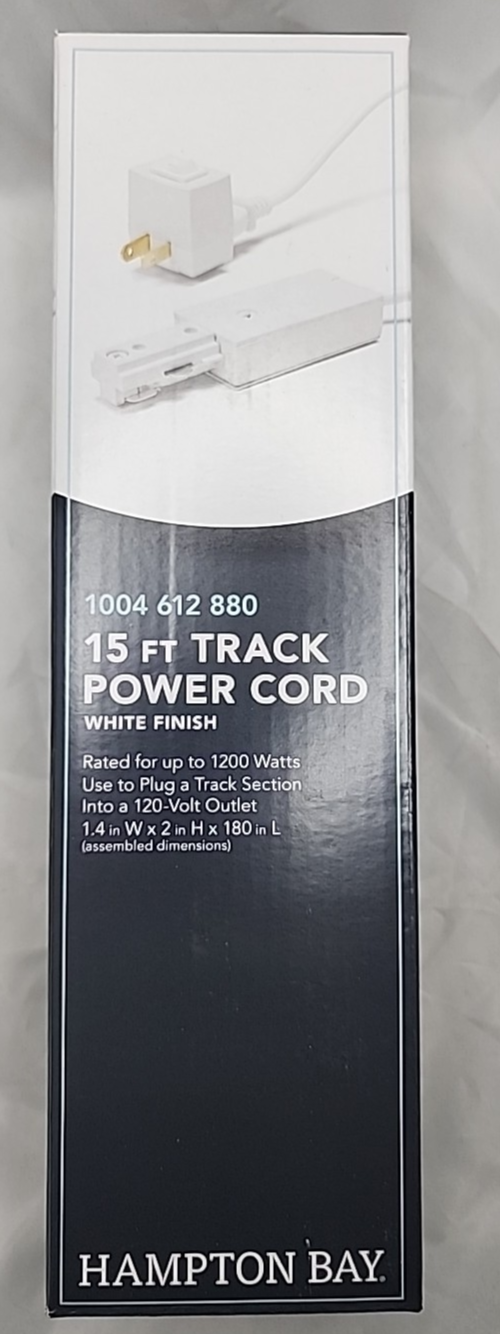 1004 612 880
15 FT TRACK
POWER CORD
WHITE FINISH
Rated for up to 1200 Watts
Use to Plug a Track Section
Into a 120-Volt Outlet
1.4 in W x 2 in H x 180 in L
(assembled dimensions)
HAMPTON BAY®